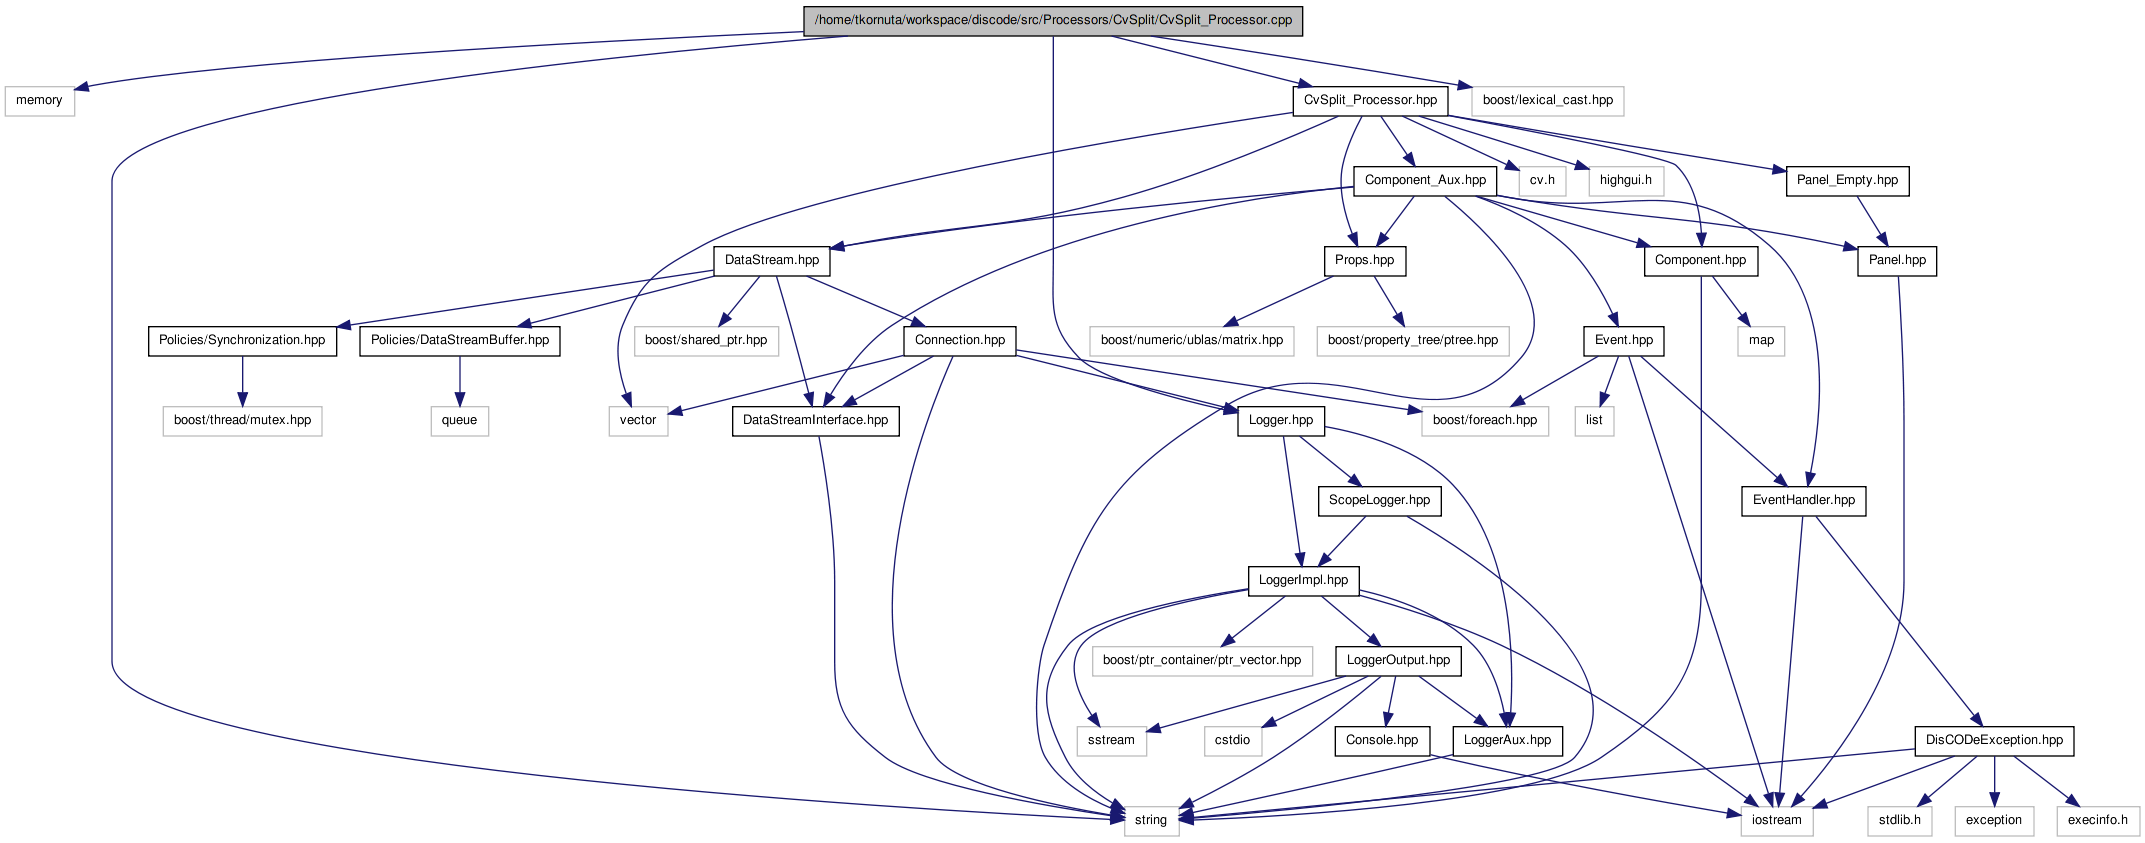 /home/tkornuta/workspace/discode/src/Processors/CvSplit/CvSplit_Processor.cpp
memory
CvSplit_Processor.hpp
boost/lexical_cast.hpp
Component_Aux.hpp
cv.h
highgui.h
Panel_Empty.hpp
DataStream.hpp
Props.hpp
Component.hpp
Panel.hpp
Policies/Synchronization.hpp
Policies/DataStreamBuffer.hpp
boost/shared_ptr.hpp
Connection.hpp
boost/numeric/ublas/matrix.hpp
boost/property_tree/ptree.hpp
Event.hpp
map
boost/thread/mutex.hpp
queue
vector
DataStreamInterface.hpp
Logger.hpp
boost/foreach.hpp
list
ScopeLogger.hpp
EventHandler.hpp
LoggerImpl.hpp
boost/ptr_container/ptr_vector.hpp
LoggerOutput.hpp
sstream
cstdio
Console.hpp
LoggerAux.hpp
DisCODeException.hpp
string
iostream
stdlib.h
exception
execinfo.h